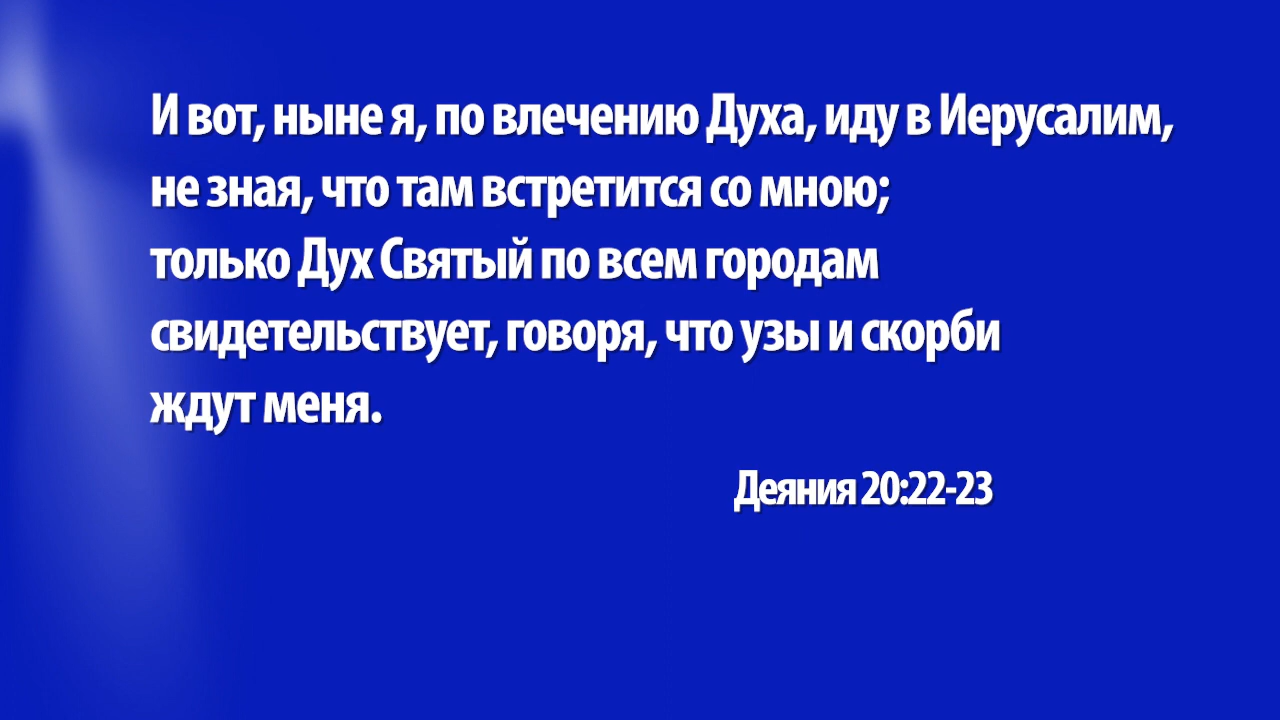 И вот, ныне я, по влечению Духа, иду в Иерусалим,
не зная, что там встретится со мною;
только Дух Святый по всем городам
свидетельствует, говоря, что узы и скорби
ждут меня.
Деяния 20:22-23